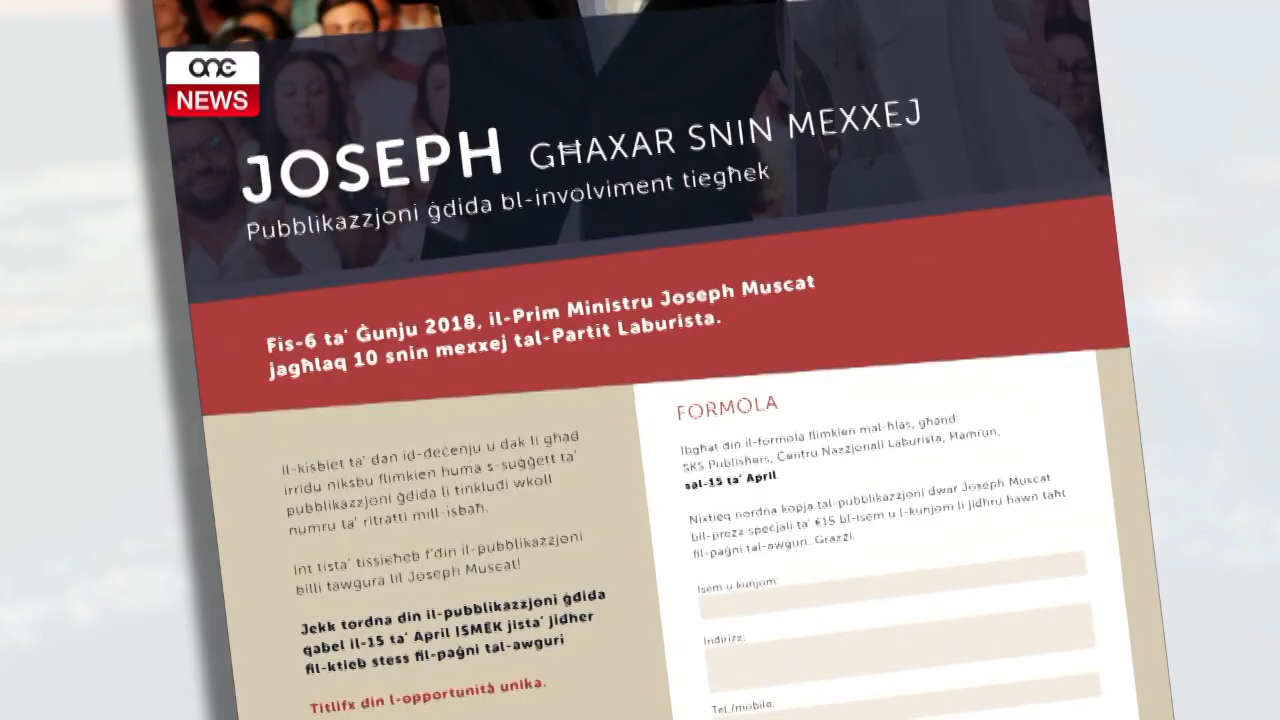 one
NEWS
JOSEPH GĦAXAR SNIN MEXXEJ
Pubblikazzjoni ġdida bl-involviment tiegħek
Fis-6 ta' Ġunju 2018, il-Prim Ministru Joseph Muscat
jagħlaq 10 snin mexxej tal-Partit Laburista.
Il-kisbiet ta' dan id-deċenju u dak li għad
irridu niksbu flimkien huma s-suġġett ta'
pubblikazzjoni ġdida li tinkludi wkoll
numru ta' ritratti mill-isbaħ.
Int tista' tissieħeb f'din il-pubblikazzjoni
billi tawgura lil Joseph Muscat!
Jekk tordna din il-pubblikazzjoni ġdida
qabel il-15 ta' April ISMEK jista' jidher
fil-ktieb stess fil-paġni tal-awguri
Titlifx din l-opportunità unika.
FORMOLA
Ibgħat din il-formola flimkien mal-ħlas, għand:
SKS Publishers, Ċentru Nazzjonali Laburista, Ħamrun,
sal-15 ta' April.
Nixtieq nordna kopja tal-pubblikazzjoni dwar Joseph Muscat
bil-prezz speċjali ta' €15 bl-isem u l-kunjom li jidhru hawn taħt
fil-paġni tal-awguri. Grazzi.
Isem u kunjom:
Indirizz:
Tel./mobile: